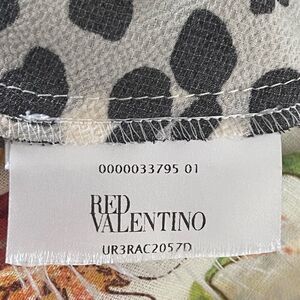 0000033795 01
RED
VALENTINO
UR3RAC2057D